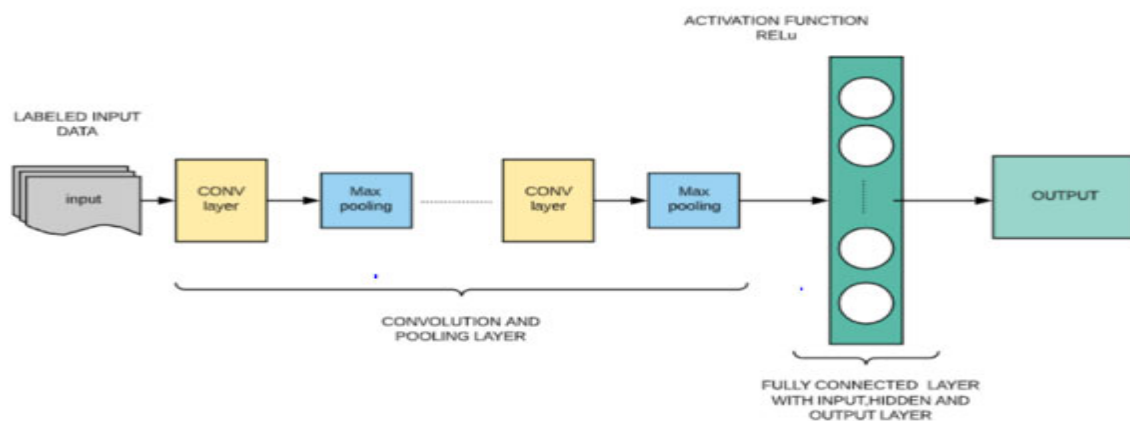 ACTIVATION FUNCTION
RELu
LABELED INPUT
DATA
input
CONV
layer
Max
pooling
CONV
layer
Max
pooling
OUTPUT
CONVOLUTION AND
POOLING LAYER
FULLY CONNECTED LAYER
WITH INPUT,HIDDEN AND
OUTPUT LAYER